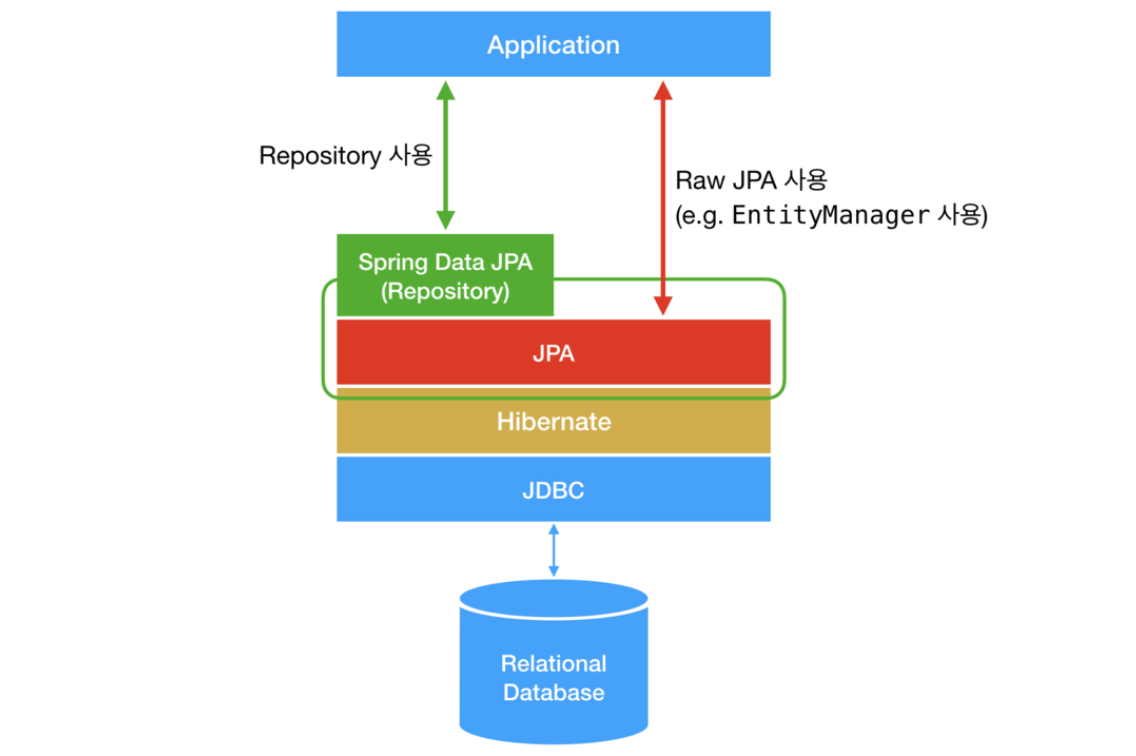 Application
Repository 사용
Raw JPA 사용
(e.g. EntityManager 사용)
Spring Data JPA
(Repository)
JPA
Hibernate
JDBC
Relational
Database